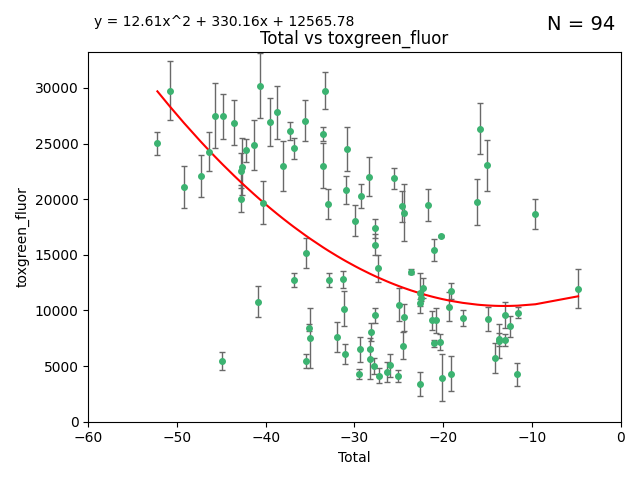 y = 12.61x^2 + 330.16x + 12565.78
N = 94
Total vs toxgreen_fluor
toxgreen_fluor
30000
25000
20000
15000
10000
5000
0
−60
−50
−40
−30
−20
−10
0
Total